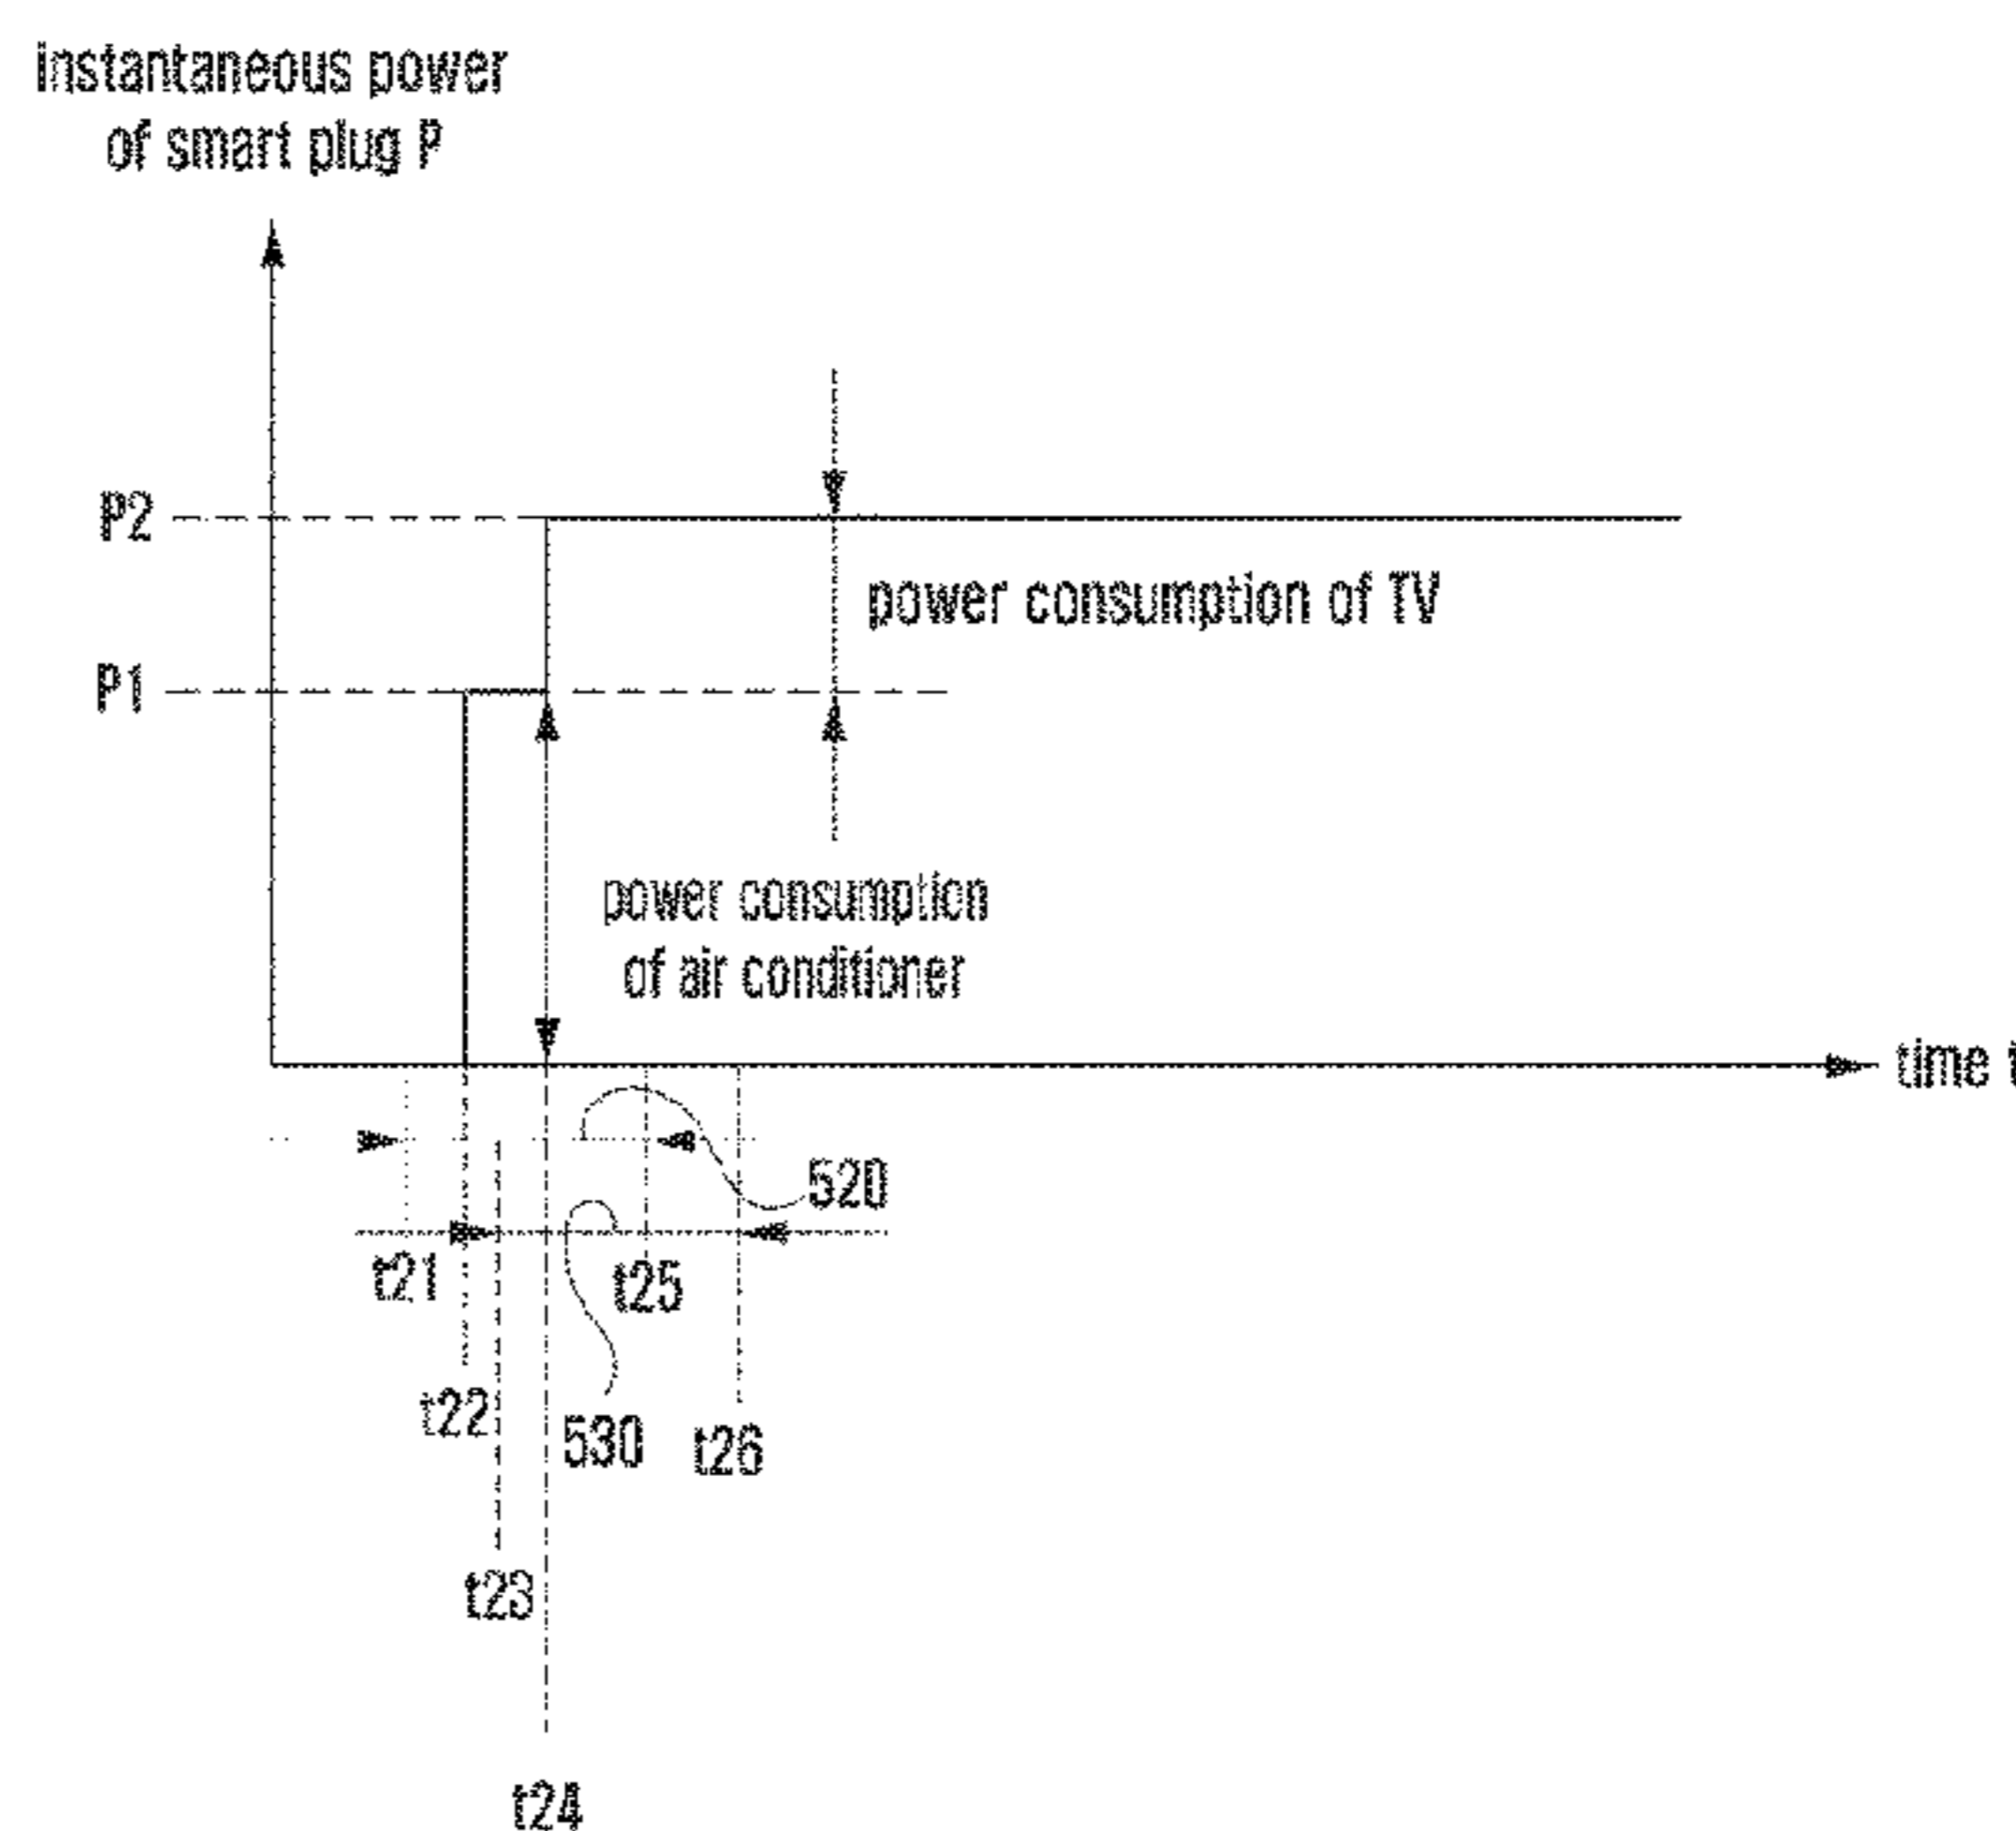 instantaneous power
of smart plug P
P2
power consumption of TV
P1
power consumption
of air conditioner
time t
520
t21
t25
t22
530
t26
t23
t24